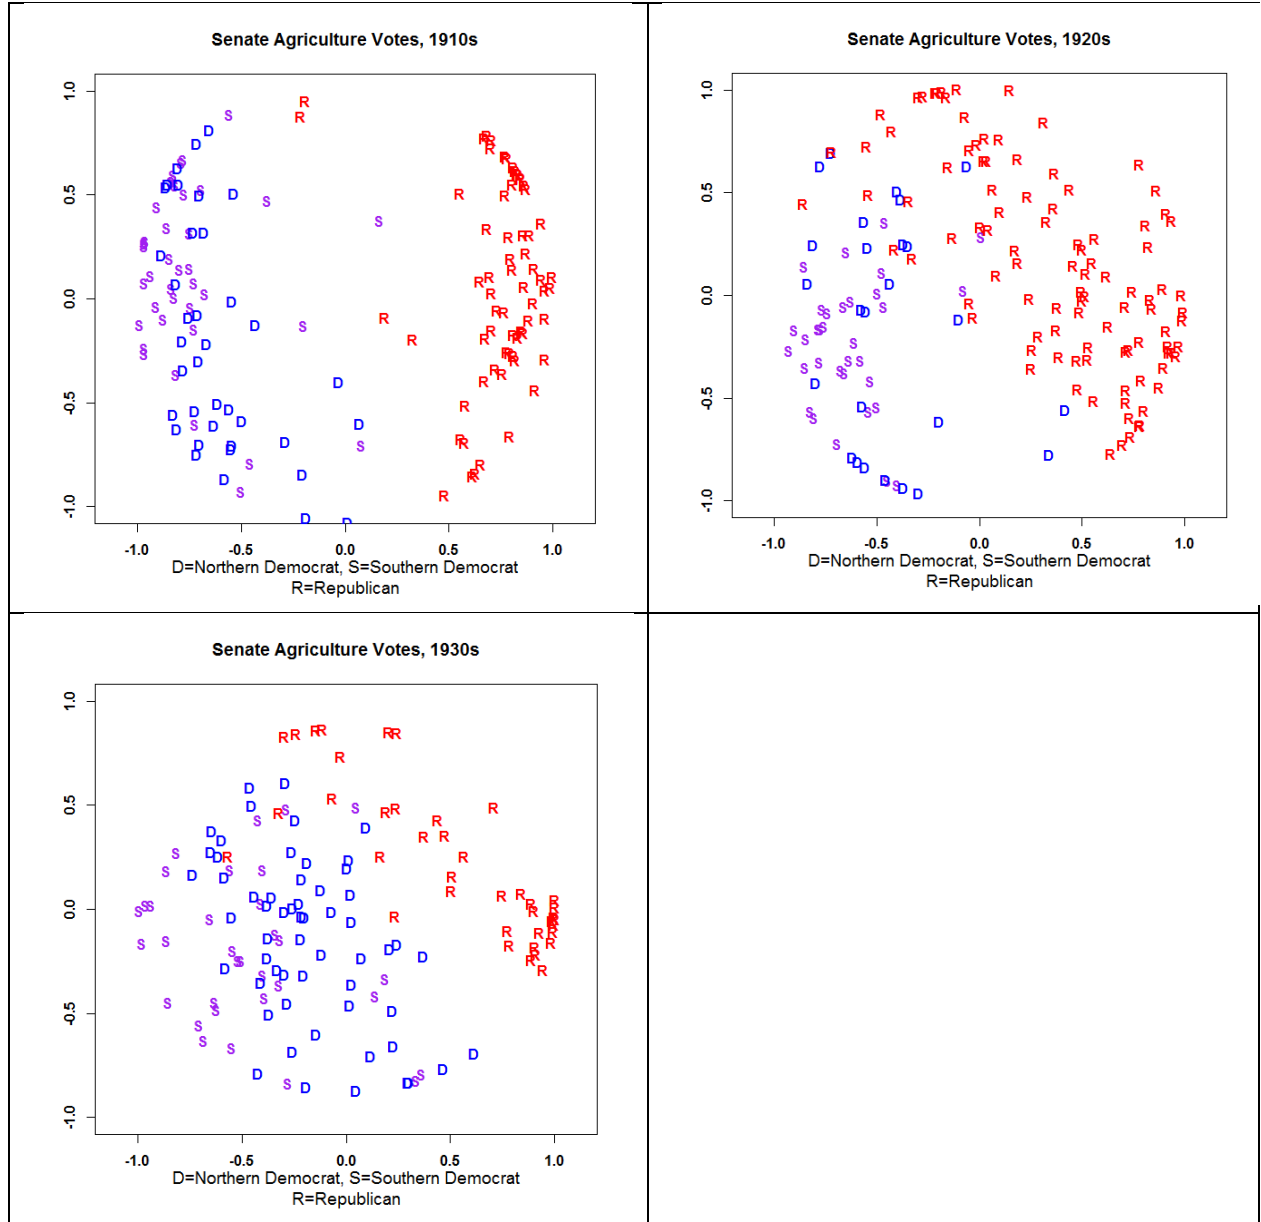 Senate Agriculture Votes, 1910s
1.0
0.5
0.0
-0.5
-1.0
-1.0 -0.5 0.0 0.5 1.0
D=Northern Democrat, S=Southern Democrat
R=Republican
Senate Agriculture Votes, 1920s
1.0
0.5
0.0
-0.5
-1.0
-1.0 -0.5 0.0 0.5 1.0
D=Northern Democrat, S=Southern Democrat
R=Republican
Senate Agriculture Votes, 1930s
1.0
0.5
0.0
-0.5
-1.0
-1.0 -0.5 0.0 0.5 1.0
D=Northern Democrat, S=Southern Democrat
R=Republican